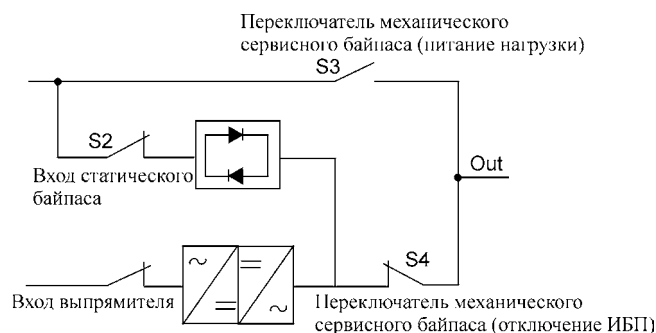 Переключатель механического
сервисного байпаса (питание нагрузки)
S3
S2
Out
Вход статического
байпаса
S4
Вход выпрямителя
Переключатель механического
сервисного байпаса (отключение ИБП)